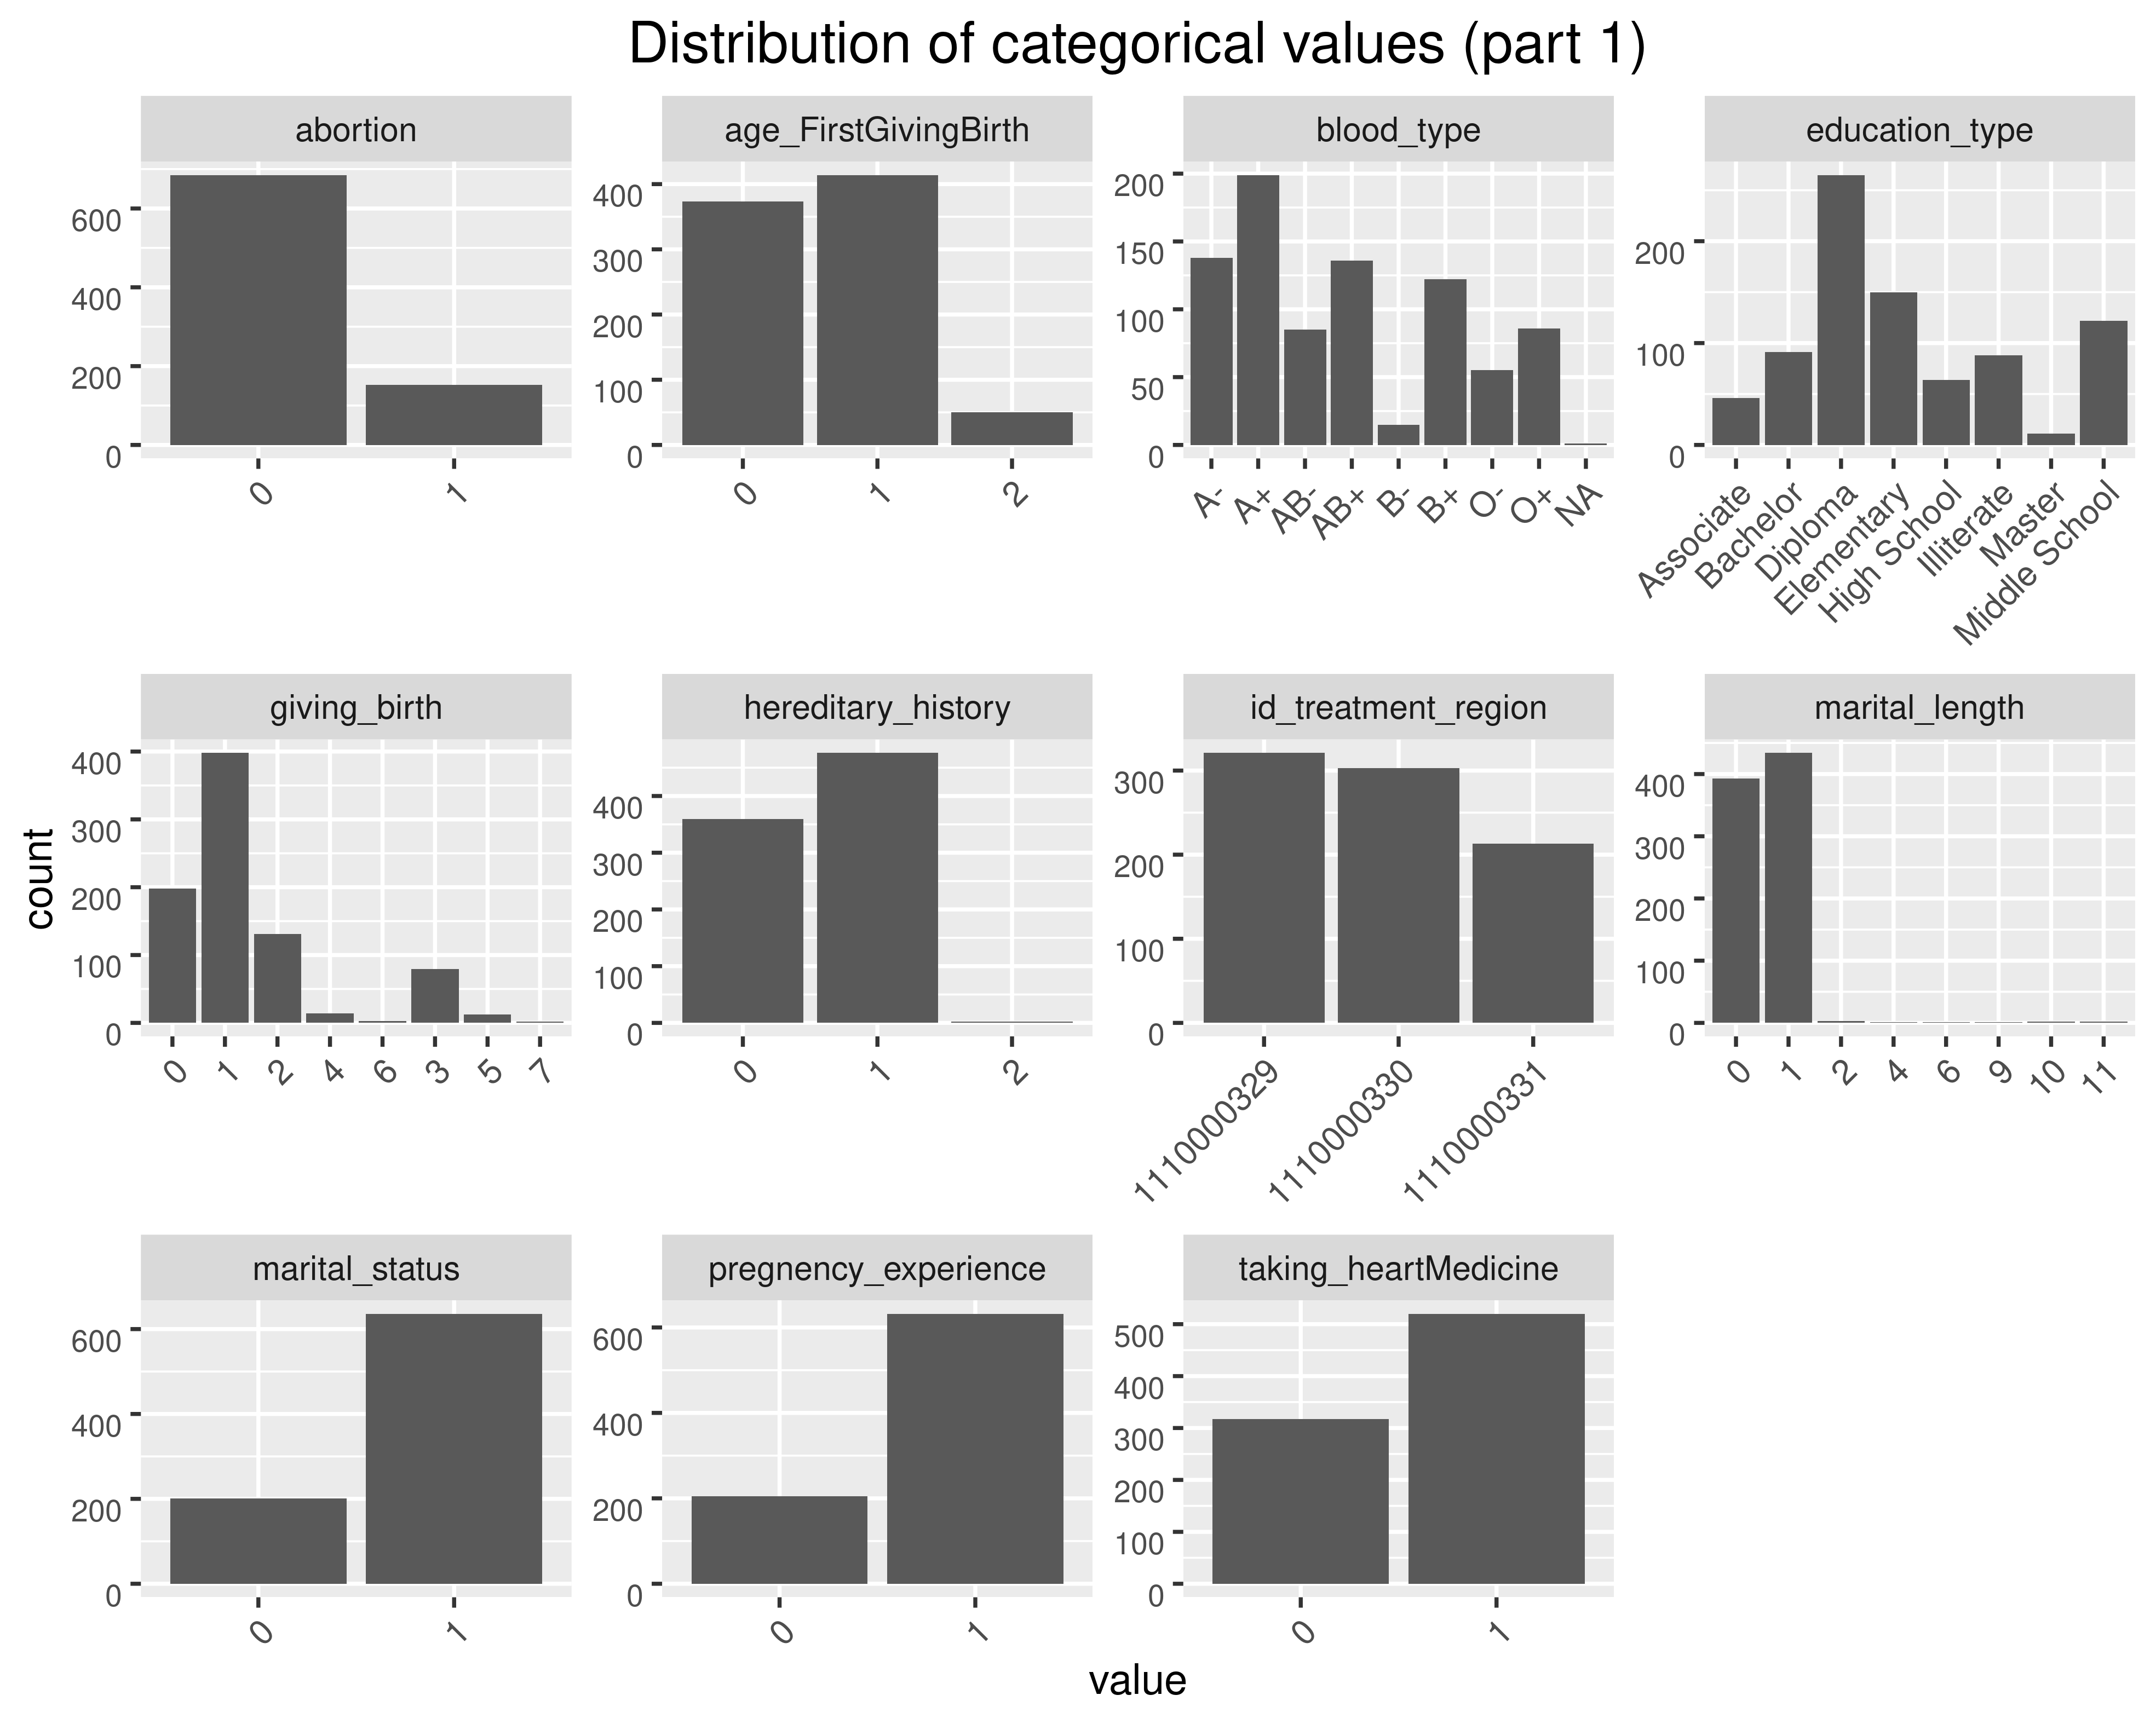 Distribution of categorical values (part 1)
abortion
0
200
400
600
0
1
age_FirstGivingBirth
0
100
200
300
400
0
1
2
blood_type
0
50
100
150
200
A-
A+
AB-
AB+
B-
B+
O-
O+
NA
education_type
0
100
200
Associate
Bachelor
Diploma
Elementary
High School
Illiterate
Master
Middle School
giving_birth
0
100
200
300
400
0
1
2
4
6
3
5
7
hereditary_history
0
100
200
300
400
0
1
2
id_treatment_region
0
100
200
300
1110000329
1110000330
1110000331
marital_length
0
100
200
300
400
0
1
2
4
6
9
10
11
marital_status
0
200
400
600
0
1
pregnency_experience
0
200
400
600
0
1
taking_heartMedicine
0
100
200
300
400
500
0
1
count
value